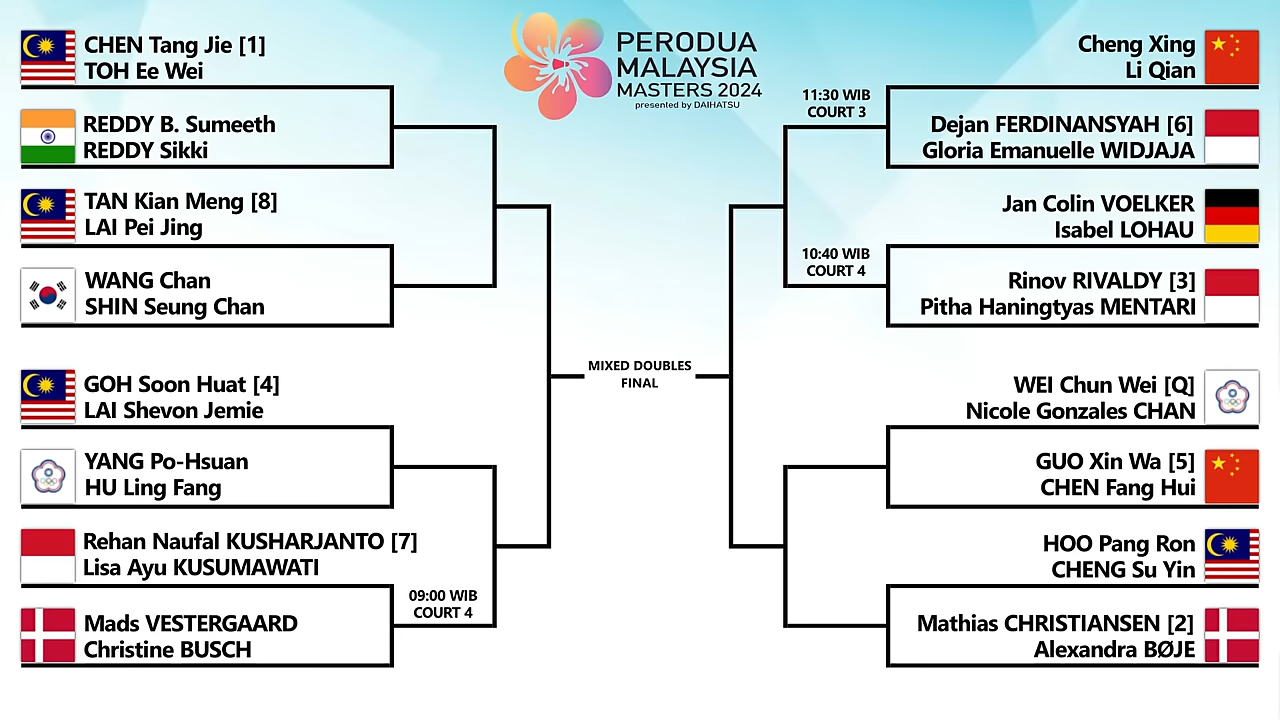 PERODUA
MALAYSIA
MASTERS 2024
presented by DAIHATSU
CHEN Tang Jie [1]
TOH Ee Wei
REDDY B. Sumeeth
REDDY Sikki
TAN Kian Meng [8]
LAI Pei Jing
WANG Chan
SHIN Seung Chan
GOH Soon Huat [4]
LAI Shevon Jemie
YANG Po-Hsuan
HU Ling Fang
Rehan Naufal KUSHARJANTO [7]
Lisa Ayu KUSUMAWATI
Mads VESTERGAARD
Christine BUSCH
09:00 WIB
COURT 4
MIXED DOUBLES
FINAL
11:30 WIB
COURT 3
10:40 WIB
COURT 4
Cheng Xing
Li Qian
Dejan FERDINANSYAH [6]
Gloria Emanuelle WIDJAJA
Jan Colin VOELKER
Isabel LOHAU
Rinov RIVALDY [3]
Pitha Haningtyas MENTARI
WEI Chun Wei [Q]
Nicole Gonzales CHAN
GUO Xin Wa [5]
CHEN Fang Hui
HOO Pang Ron
CHENG Su Yin
Mathias CHRISTIANSEN [2]
Alexandra BØJE